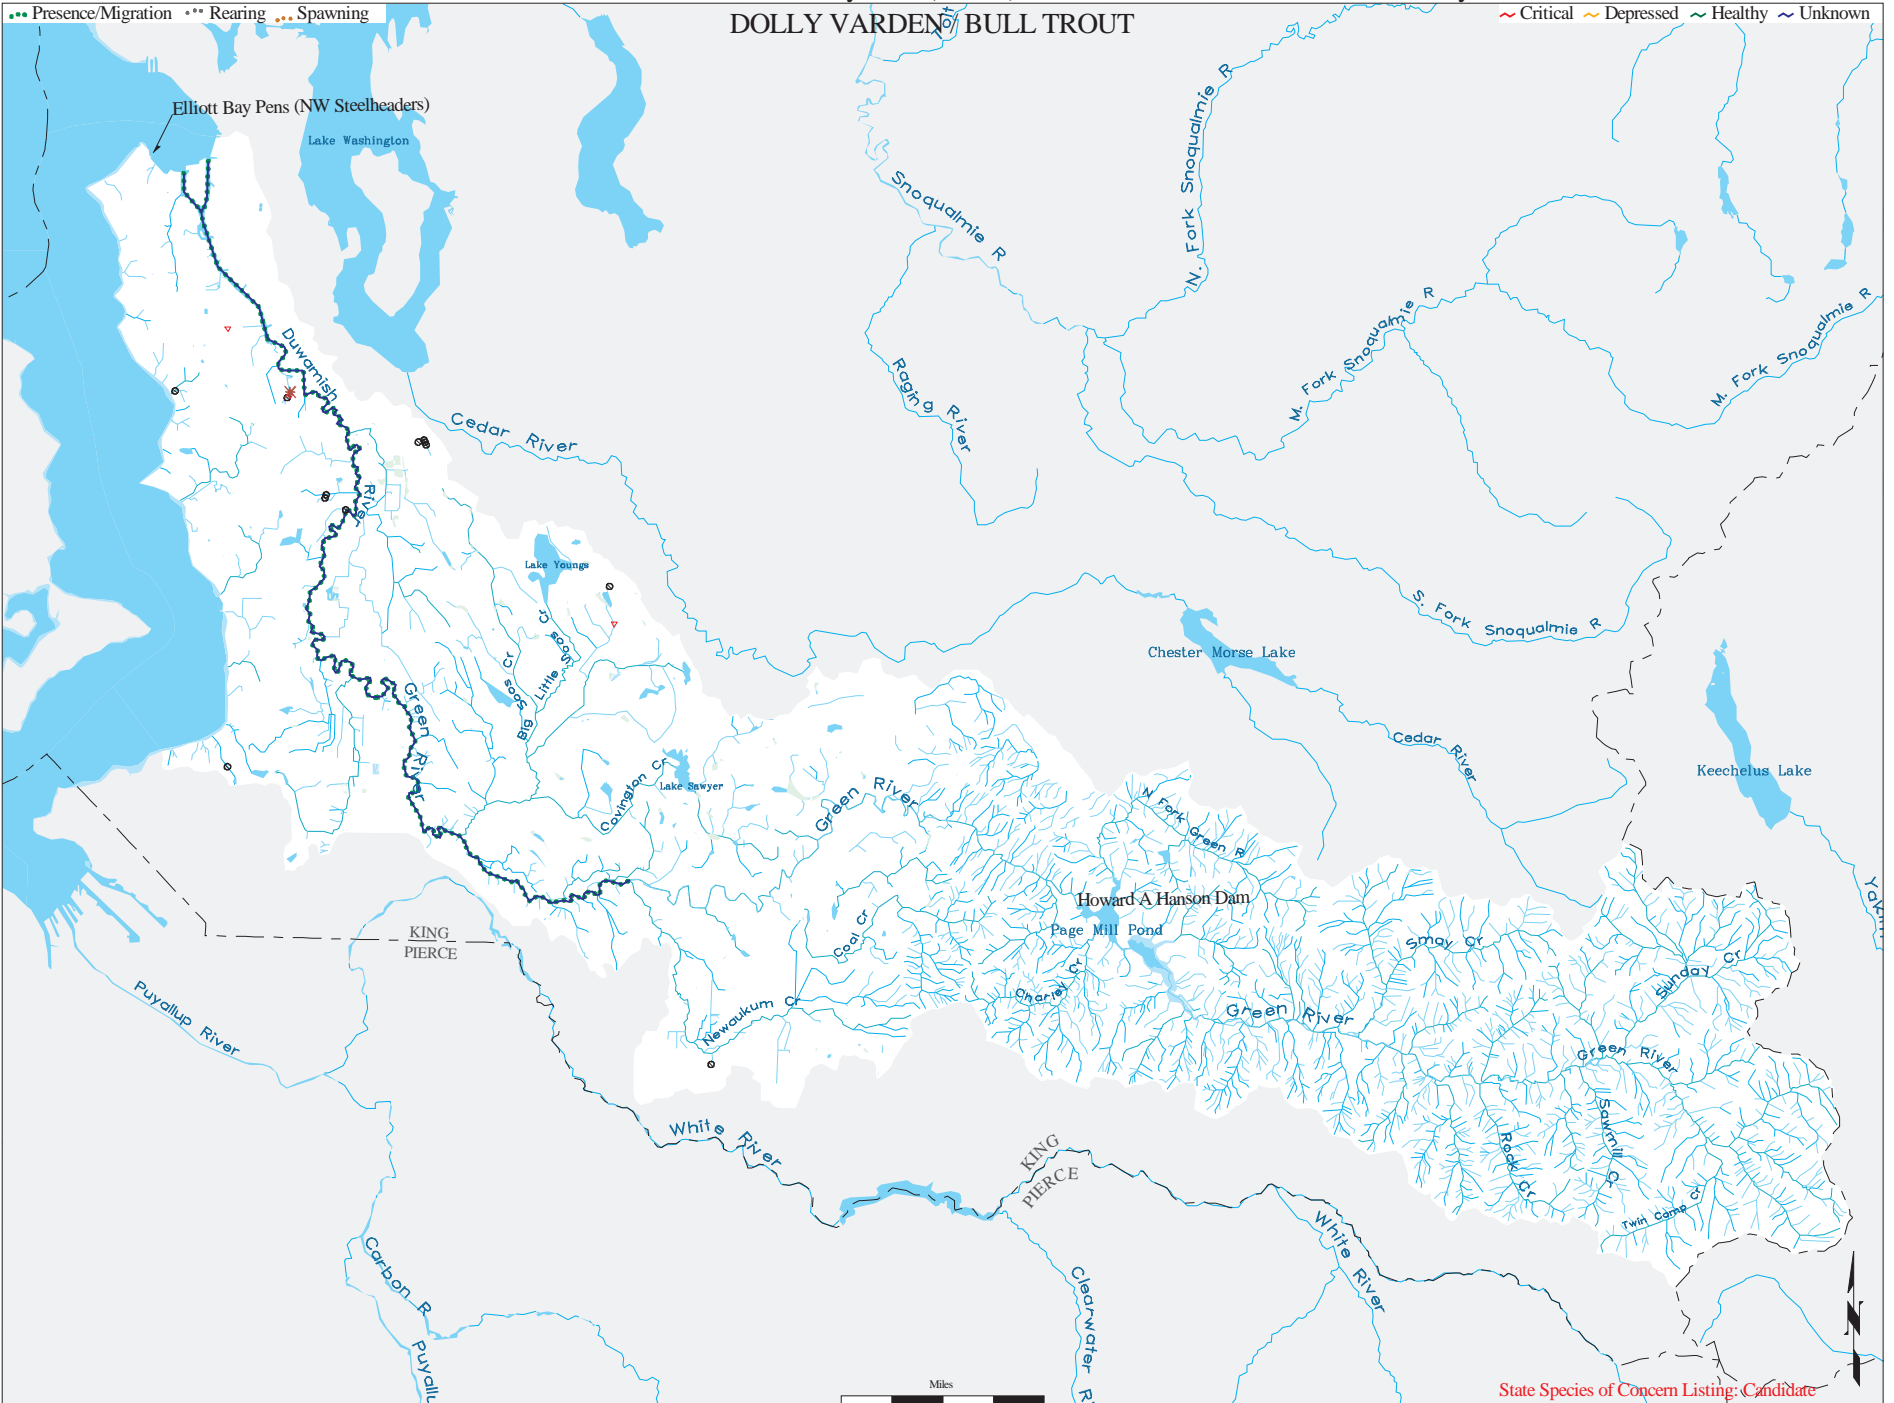 Presence/Migration Rearing Spawning
DOLLY VARDEN / BULL TROUT
Critical Depressed Healthy Unknown
Elliott Bay Pens (NW Steelheaders)
Lake Washington
Snoqualmie R
N. Fork Snoqualmie R
M. Fork Snoqualmie R
M. Fork Snoqualmie R
Raging River
Duwamish
River
Cedar River
Lake Youngs
S. Fork Snoqualmie R
Chester Morse Lake
Little Soos Cr
Big Soos Cr
Green River
Cedar River
Keechelus Lake
Covington Cr
Lake Sawyer
Green River
N Fork Green R
Howard A Hanson Dam
Page Mill Pond
Coal Cr
Charley Cr
Smay Cr
Sunday Cr
KING
PIERCE
Puyallup River
Newaukum Cr
Green River
Green River
Sawmill Cr
Rock Cr
Twin Camp Cr
White River
KING
PIERCE
White River
Carbon R
Clearwater
Miles
State Species of Concern Listing: Candidate
N